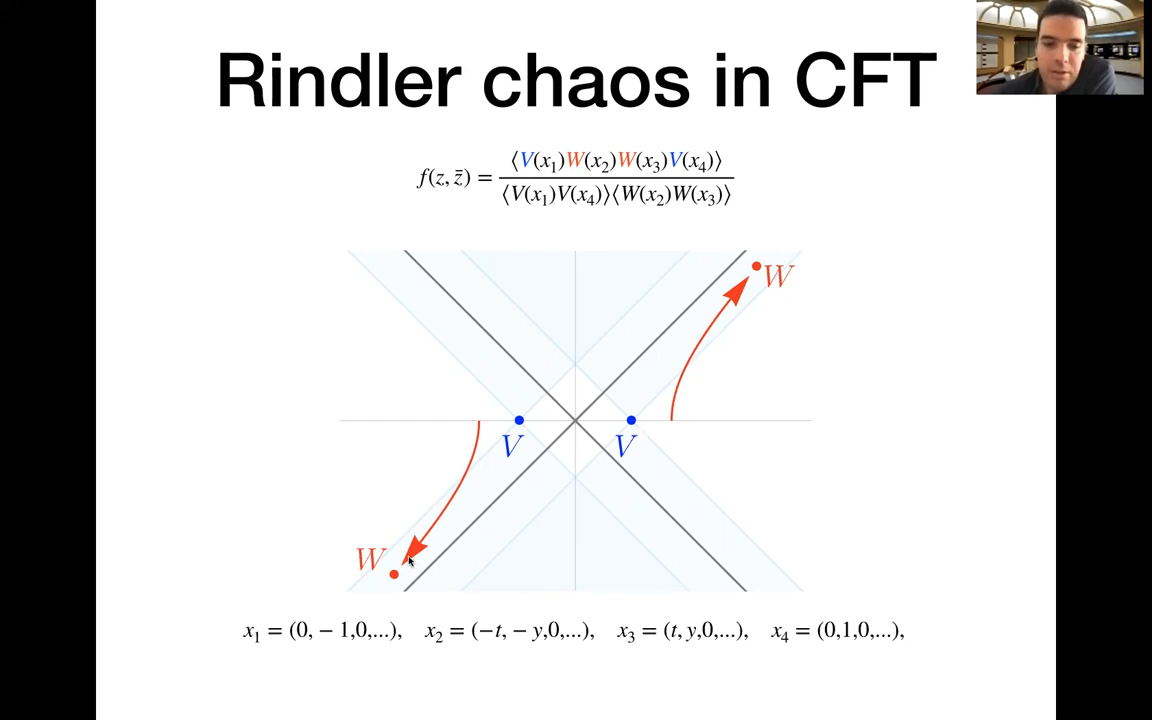 Rindler chaos in CFT
f(z, z̄) = ⟨V(x₁)W(x₂)W(x₃)V(x₄)⟩
⟨V(x₁)V(x₄)⟩⟨W(x₂)W(x₃)⟩
W
V V
W
x₁ = (0, − 1,0,...), x₂ = (−t, − y,0,...), x₃ = (t, y,0,...), x₄ = (0,1,0,...),